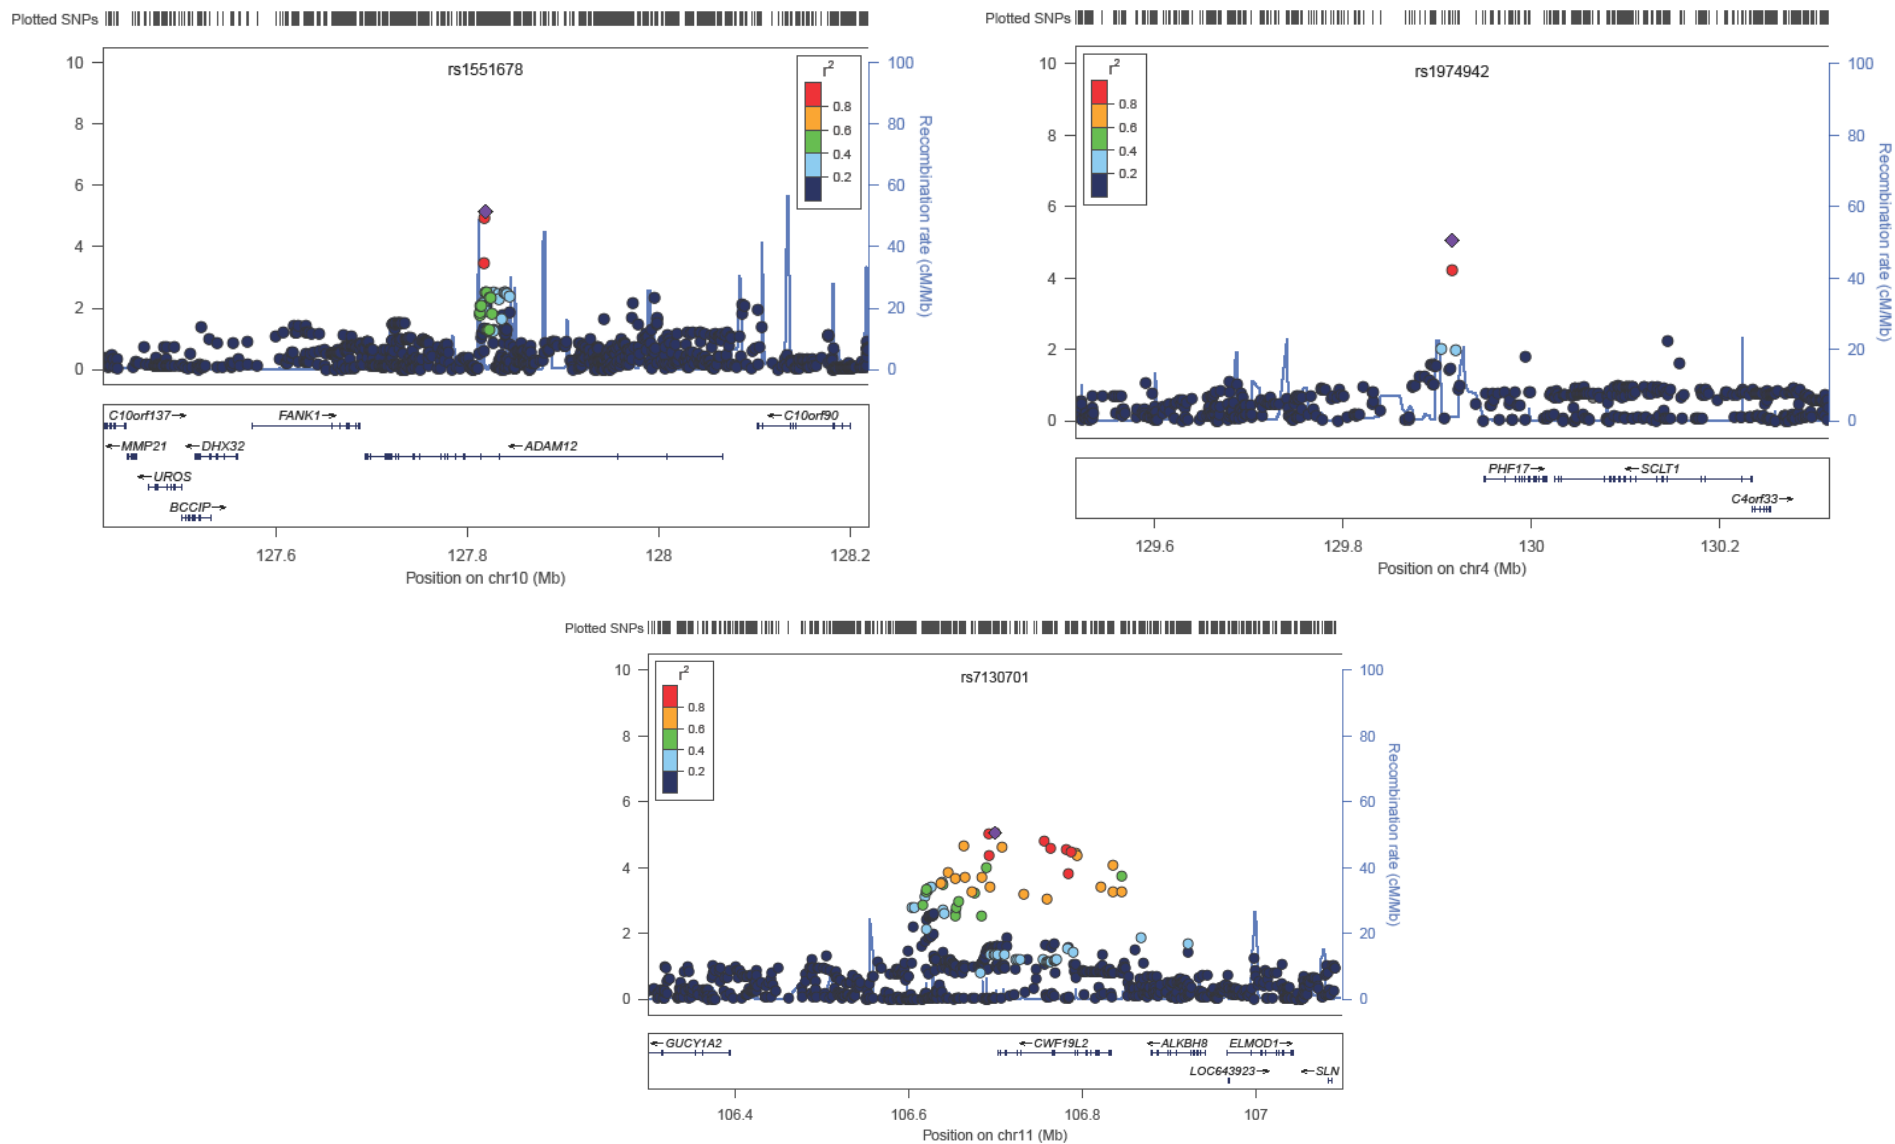 Plotted SNPs
rs1551678
r2
0.8
0.6
0.4
0.2
10
8
6
4
2
0
100
80
60
40
20
0
Recombination rate (cM/Mb)
C10orf137→
FANK1→
←C10orf90
←MMP21
←DHX32
←ADAM12
←UROS
BCCIP→
127.6
127.8
128
128.2
Position on chr10 (Mb)
Plotted SNPs
rs1974942
r2
0.8
0.6
0.4
0.2
10
8
6
4
2
0
100
80
60
40
20
0
Recombination rate (cM/Mb)
PHF17→
←SCLT1
C4orf33→
129.6
129.8
130
130.2
Position on chr4 (Mb)
Plotted SNPs
rs7130701
r2
0.8
0.6
0.4
0.2
10
8
6
4
2
0
100
80
60
40
20
0
Recombination rate (cM/Mb)
←GUCY1A2
←CWF19L2
←ALKBH8
ELMOD1→
LOC643923→
←SLN
106.4
106.6
106.8
107
Position on chr11 (Mb)